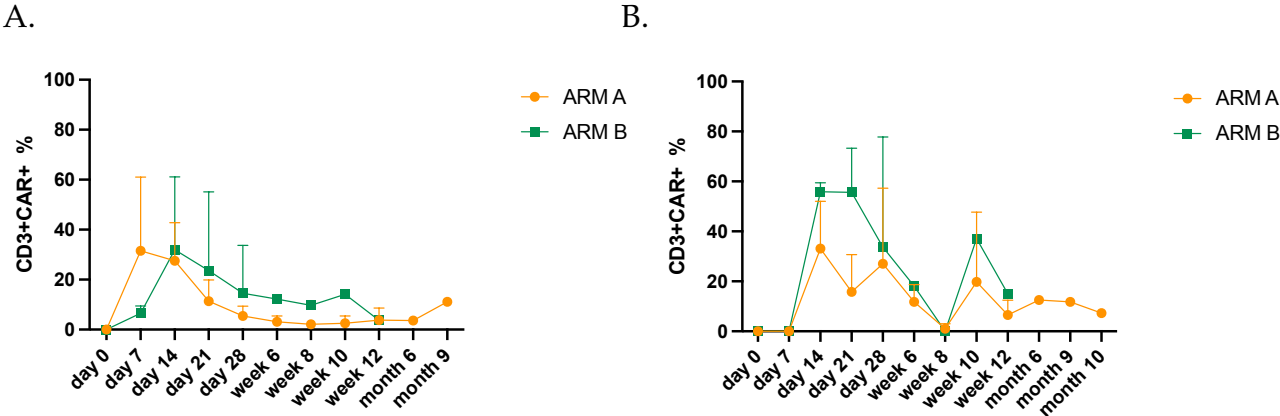 A.
CD3+CAR+ %
100
80
60
40
20
0
day 0
day 7
day 14
day 21
day 28
week 6
week 8
week 10
week 12
month 6
month 9
ARM A
ARM B
B.
CD3+CAR+ %
100
80
60
40
20
0
day 0
day 7
day 14
day 21
day 28
week 6
week 8
week 10
week 12
month 6
month 9
month 10
ARM A
ARM B